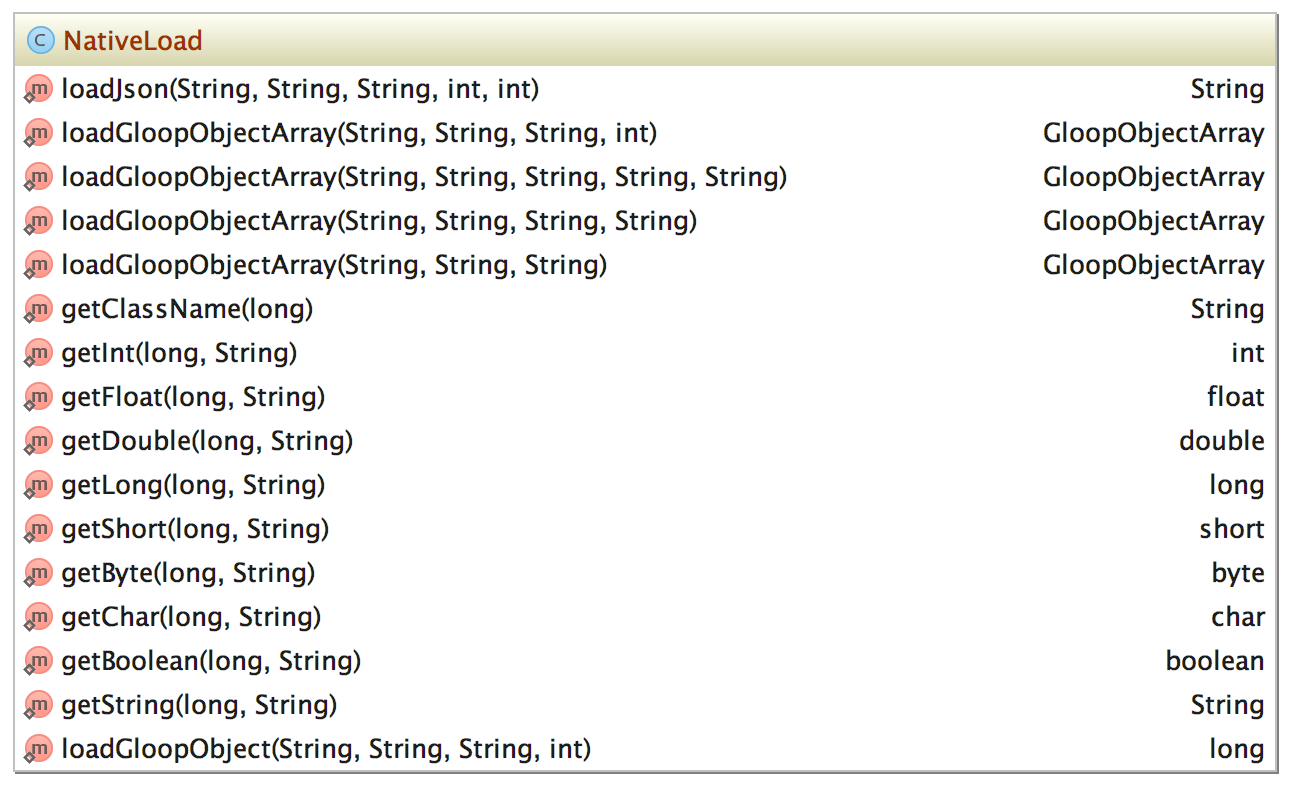 C NativeLoad
m loadJson(String, String, String, int, int) String
m loadGloopObjectArray(String, String, String, int) GloopObjectArray
m loadGloopObjectArray(String, String, String, String, String) GloopObjectArray
m loadGloopObjectArray(String, String, String, String) GloopObjectArray
m loadGloopObjectArray(String, String, String) GloopObjectArray
m getClassName(long) String
m getInt(long, String) int
m getFloat(long, String) float
m getDouble(long, String) double
m getLong(long, String) long
m getShort(long, String) short
m getByte(long, String) byte
m getChar(long, String) char
m getBoolean(long, String) boolean
m getString(long, String) String
m loadGloopObject(String, String, String, int) long